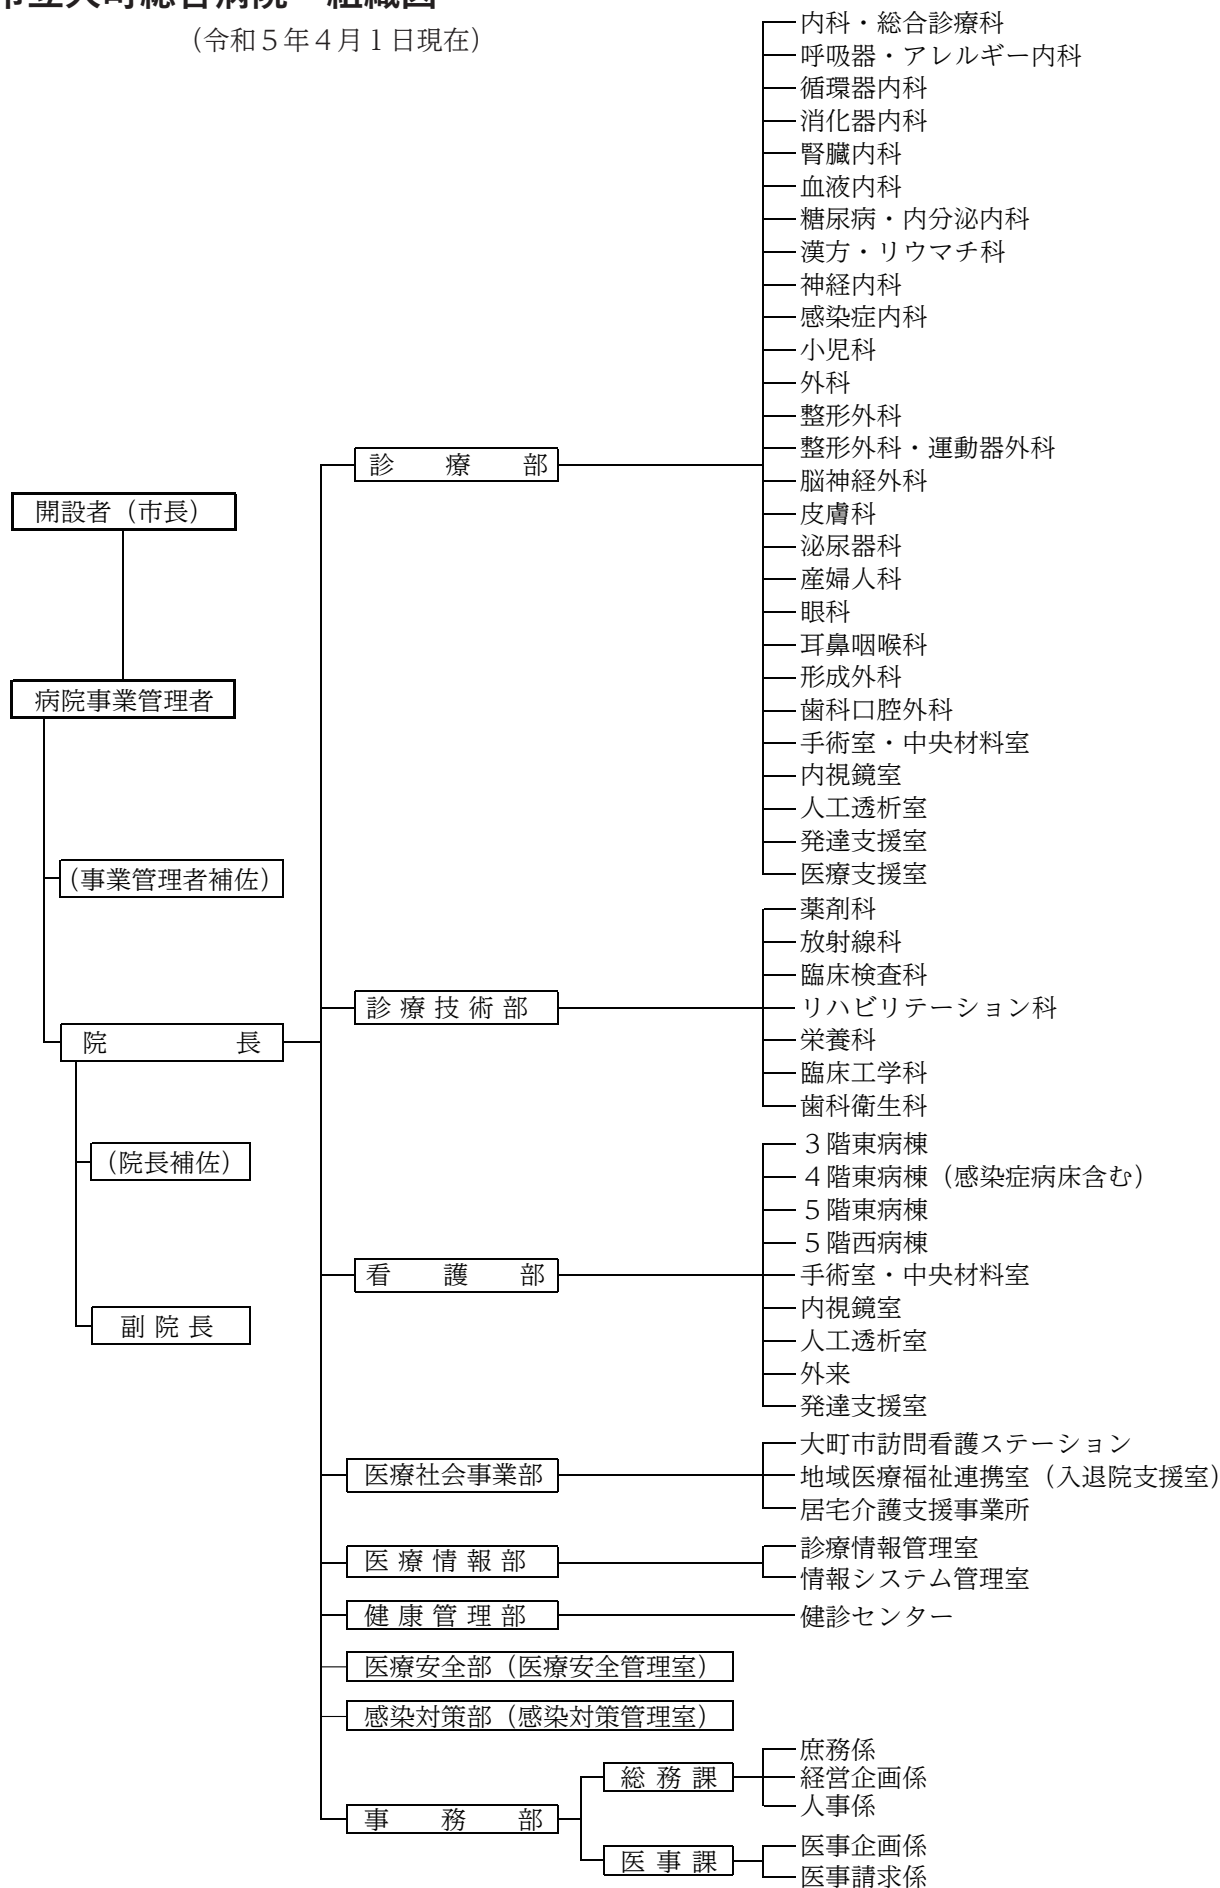 市立大町総合病院 組織図
（令和５年４月１日現在）
開設者（市長）
病院事業管理者
（事業管理者補佐）
院長
（院長補佐）
副院長
診療部
内科・総合診療科
呼吸器・アレルギー内科
循環器内科
消化器内科
腎臓内科
血液内科
糖尿病・内分泌内科
漢方・リウマチ科
神経内科
感染症内科
小児科
外科
整形外科
整形外科・運動器外科
脳神経外科
皮膚科
泌尿器科
産婦人科
眼科
耳鼻咽喉科
形成外科
歯科口腔外科
手術室・中央材料室
内視鏡室
人工透析室
発達支援室
医療支援室
診療技術部
薬剤科
放射線科
臨床検査科
リハビリテーション科
栄養科
臨床工学科
歯科衛生科
看護部
３階東病棟
４階東病棟（感染症病床含む）
５階東病棟
５階西病棟
手術室・中央材料室
内視鏡室
人工透析室
外来
発達支援室
医療社会事業部
大町市訪問看護ステーション
地域医療福祉連携室（入退院支援室）
居宅介護支援事業所
医療情報部
診療情報管理室
情報システム管理室
健康管理部
健診センター
医療安全部（医療安全管理室）
感染対策部（感染対策管理室）
事務部
総務課
庶務係
経営企画係
人事係
医事課
医事企画係
医事請求係